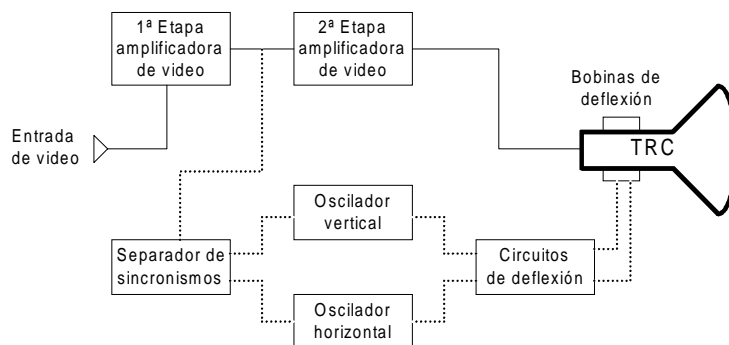 1ª Etapa
amplificadora
de video
2ª Etapa
amplificadora
de video
Bobinas de
deflexión
Entrada
de video
TRC
Oscilador
vertical
Separador de
sincronismos
Circuitos
de deflexión
Oscilador
horizontal